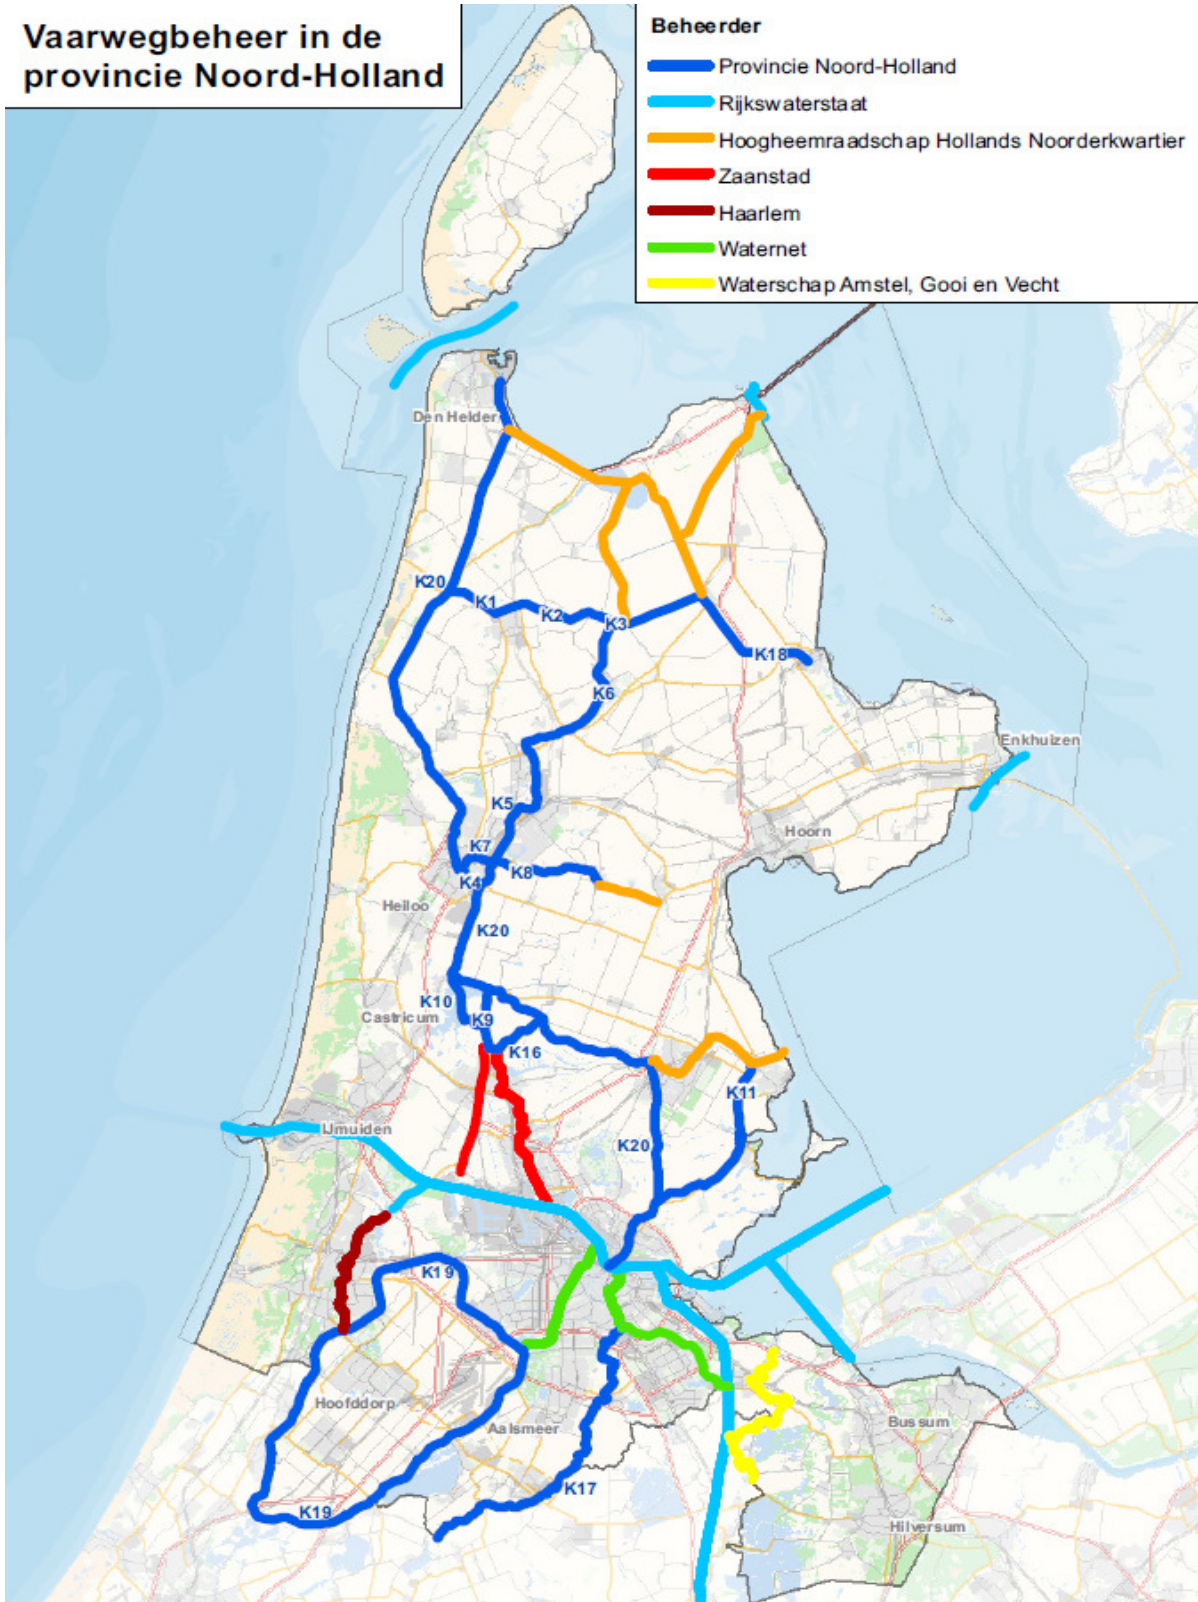 Vaarwegbeheer in de
provincie Noord-Holland
Beheerder
Provincie Noord-Holland
Rijkswaterstaat
Hoogheemraadschap Hollands Noorderkwartier
Zaanstad
Haarlem
Waternet
Waterschap Amstel, Gooi en Vecht
Den Helder
K20
K1
K2
K3
K18
K6
Enkhuizen
K5
Hoorn
K7
K8
K4
Heiloo
K20
K10
Castricum
K9
K16
K11
IJmuiden
K20
K19
Hoofddorp
Aalsmeer
Bussum
K17
K19
Hilversum